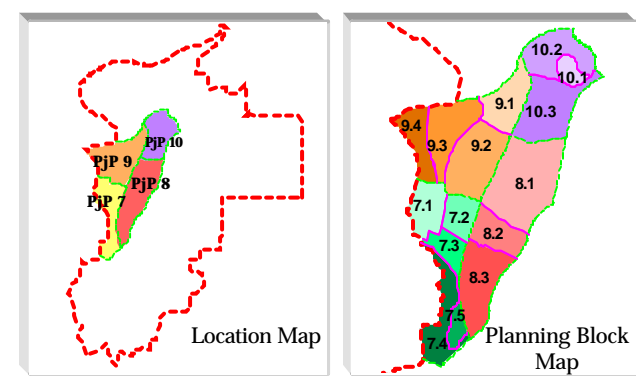 PjP 10
PjP 9
PjP 8
PjP 7
Location Map
10.2
10.1
9.1
10.3
9.4
9.3
9.2
8.1
7.1
7.2
8.2
7.3
8.3
7.5
7.4
Planning Block
Map